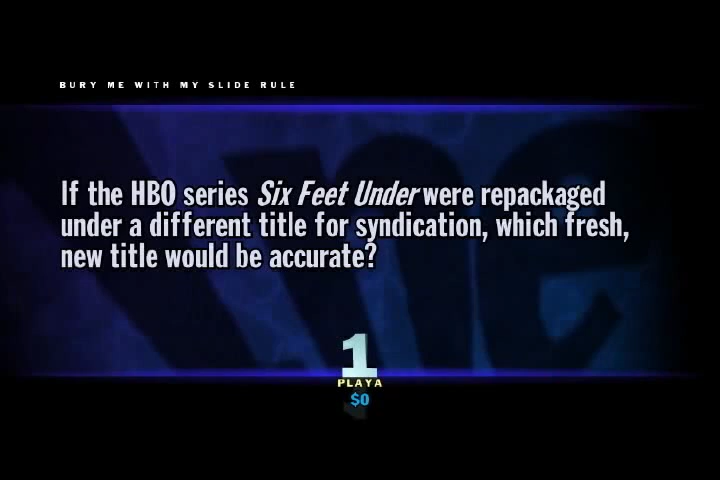 BURY ME WITH MY SLIDE RULE
If the HBO series Six Feet Under were repackaged
under a different title for syndication, which fresh,
new title would be accurate?
1
PLAYA
$0